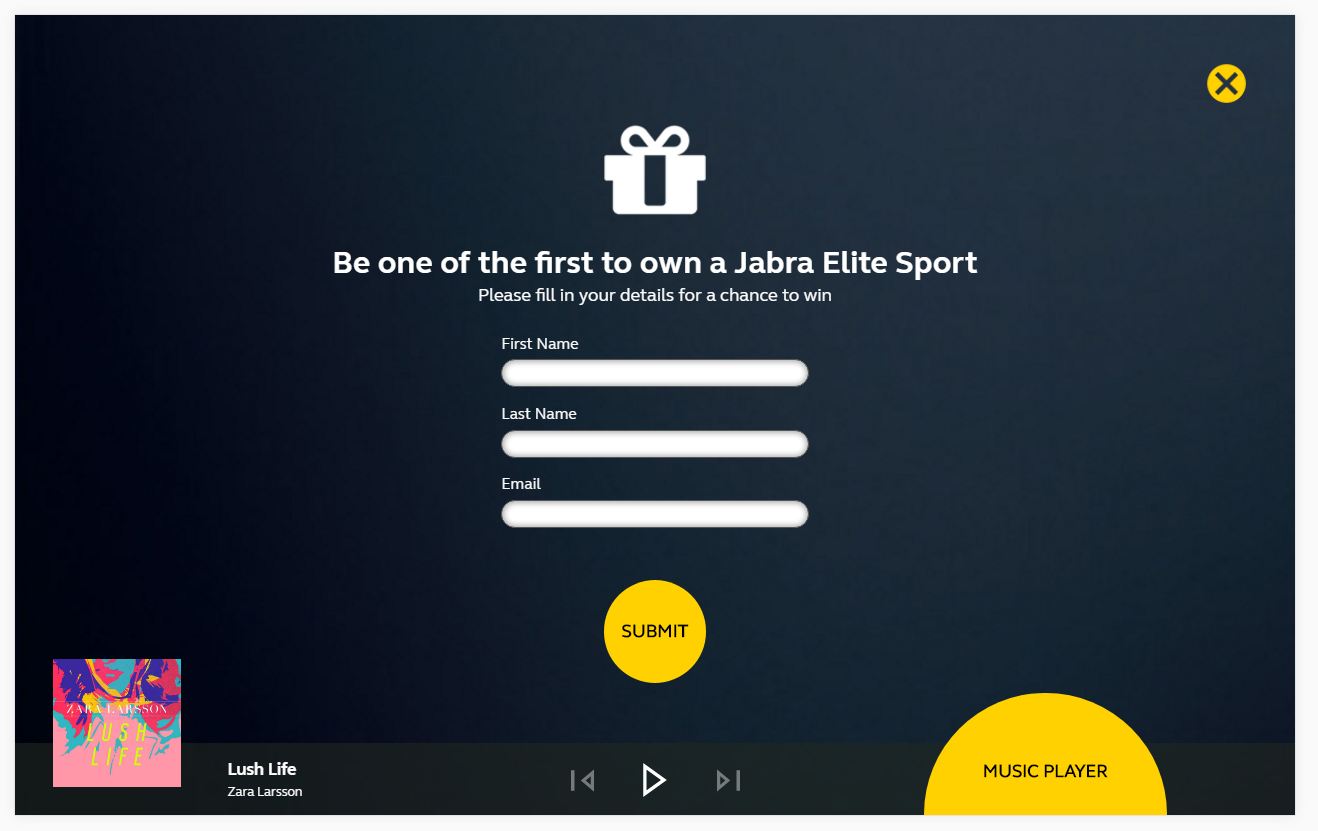 Be one of the first to own a Jabra Elite Sport
Please fill in your details for a chance to win
First Name
Last Name
Email
SUBMIT
ZARA LARSSON
LUSH
LIFE
Lush Life
Zara Larsson
MUSIC PLAYER